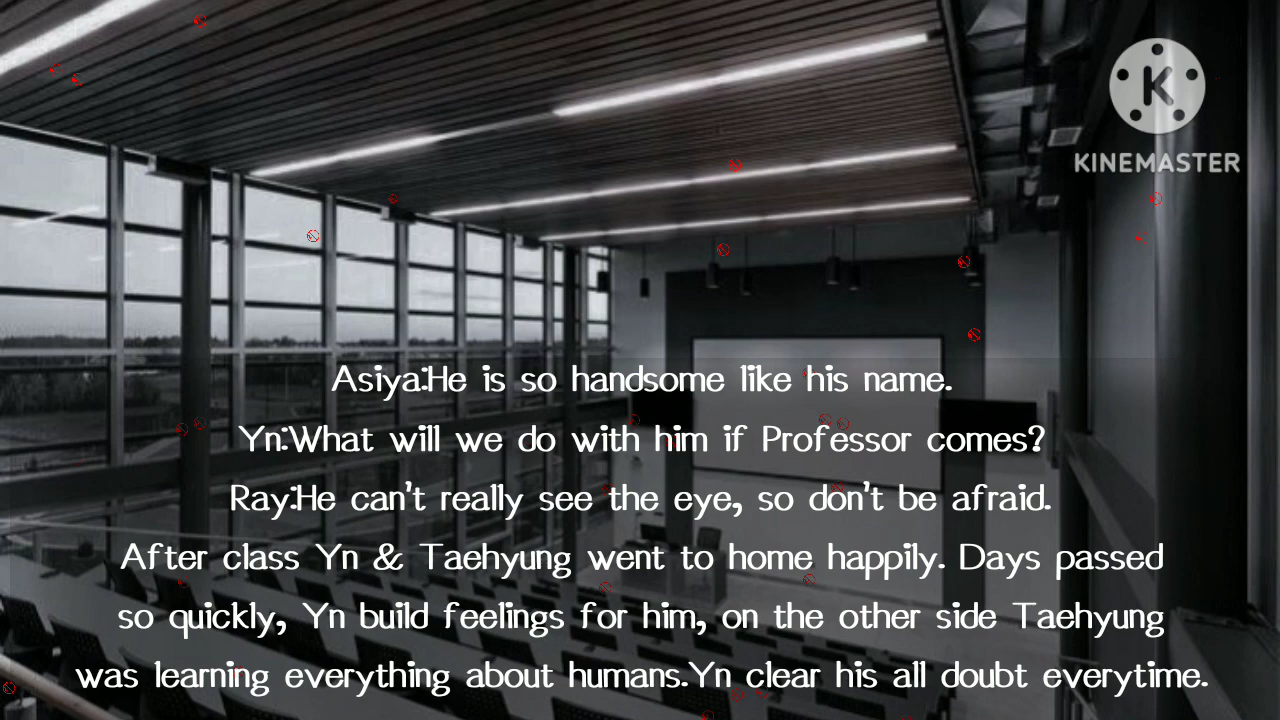 K
KINEMASTER
Asiya:He is so handsome like his name.
Yn:What will we do with him if Professor comes?
Ray:He can't really see the eye, so don't be afraid.
After class Yn & Taehyung went to home happily. Days passed
so quickly, Yn build feelings for him, on the other side Taehyung
was learning everything about humans.Yn clear his all doubt everytime.